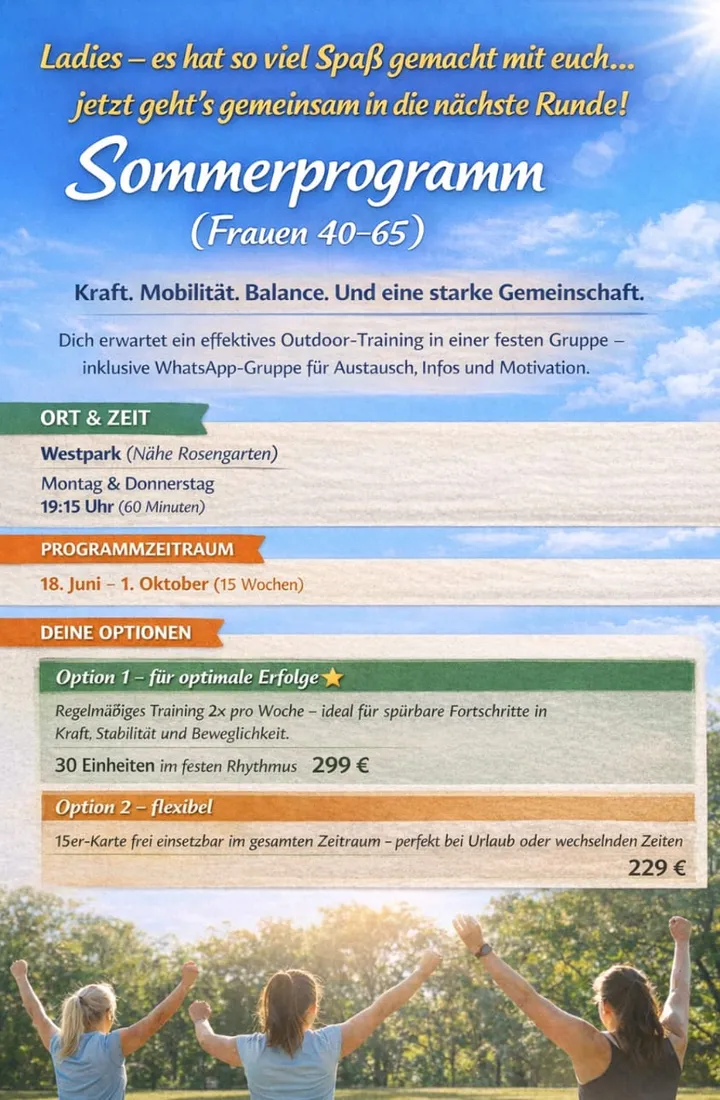 Ladies – es hat so viel Spaß gemacht mit euch...
jetzt geht's gemeinsam in die nächste Runde!
Sommerprogramm
(Frauen 40–65)
Kraft. Mobilität. Balance. Und eine starke Gemeinschaft.
Dich erwartet ein effektives Outdoor-Training in einer festen Gruppe –
inklusive WhatsApp-Gruppe für Austausch, Infos und Motivation.
ORT & ZEIT
Westpark (Nähe Rosengarten)
Montag & Donnerstag
19:15 Uhr (60 Minuten)
PROGRAMMZEITRAUM
18. Juni – 1. Oktober (15 Wochen)
DEINE OPTIONEN
Option 1 – für optimale Erfolge⭐
Regelmäßiges Training 2x pro Woche – ideal für spürbare Fortschritte in
Kraft, Stabilität und Beweglichkeit.
30 Einheiten im festen Rhythmus 299 €
Option 2 – flexibel
15er-Karte frei einsetzbar im gesamten Zeitraum – perfekt bei Urlaub oder wechselnden Zeiten
229 €